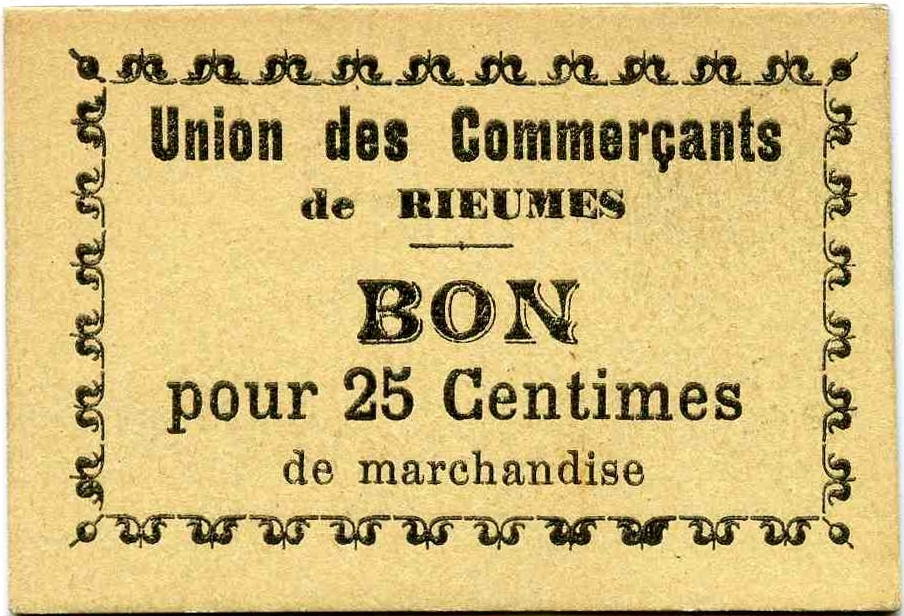 Union des Commerçants
de RIEUMES
BON
pour 25 Centimes
de marchandise